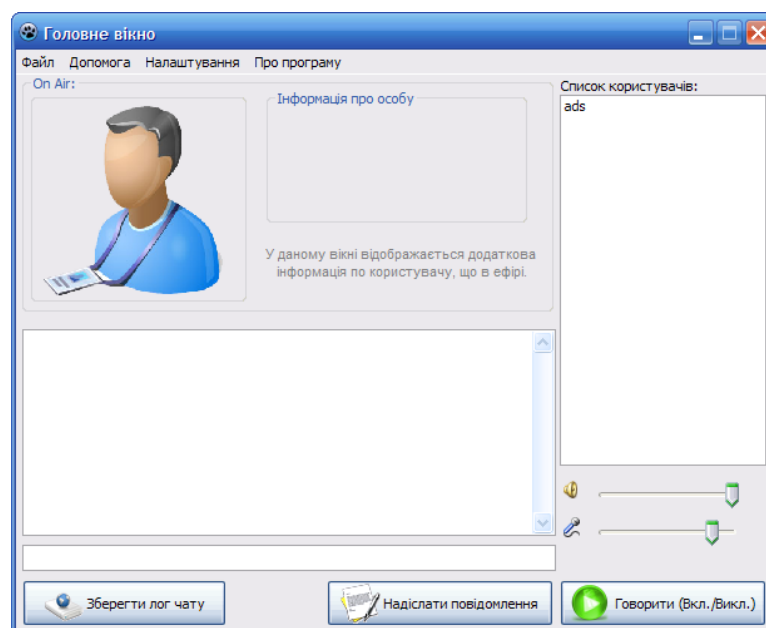 Головне вікно
Файл Допомога Налаштування Про програму
On Air:
Інформація про особу
У даному вікні відображається додаткова
інформація по користувачу, що в ефірі.
Список користувачів:
ads
Зберегти лог чату
Надіслати повідомлення
Говорити (Вкл./Викл.)